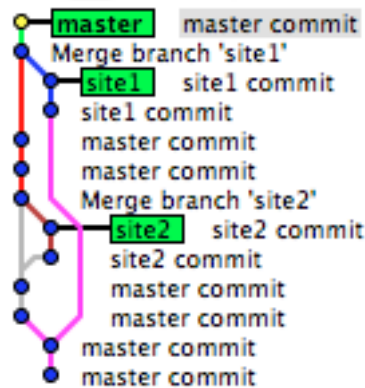 master master commit
Merge branch 'site1'
site1 site1 commit
site1 commit
master commit
master commit
Merge branch 'site2'
site2 site2 commit
site2 commit
master commit
master commit
master commit
master commit